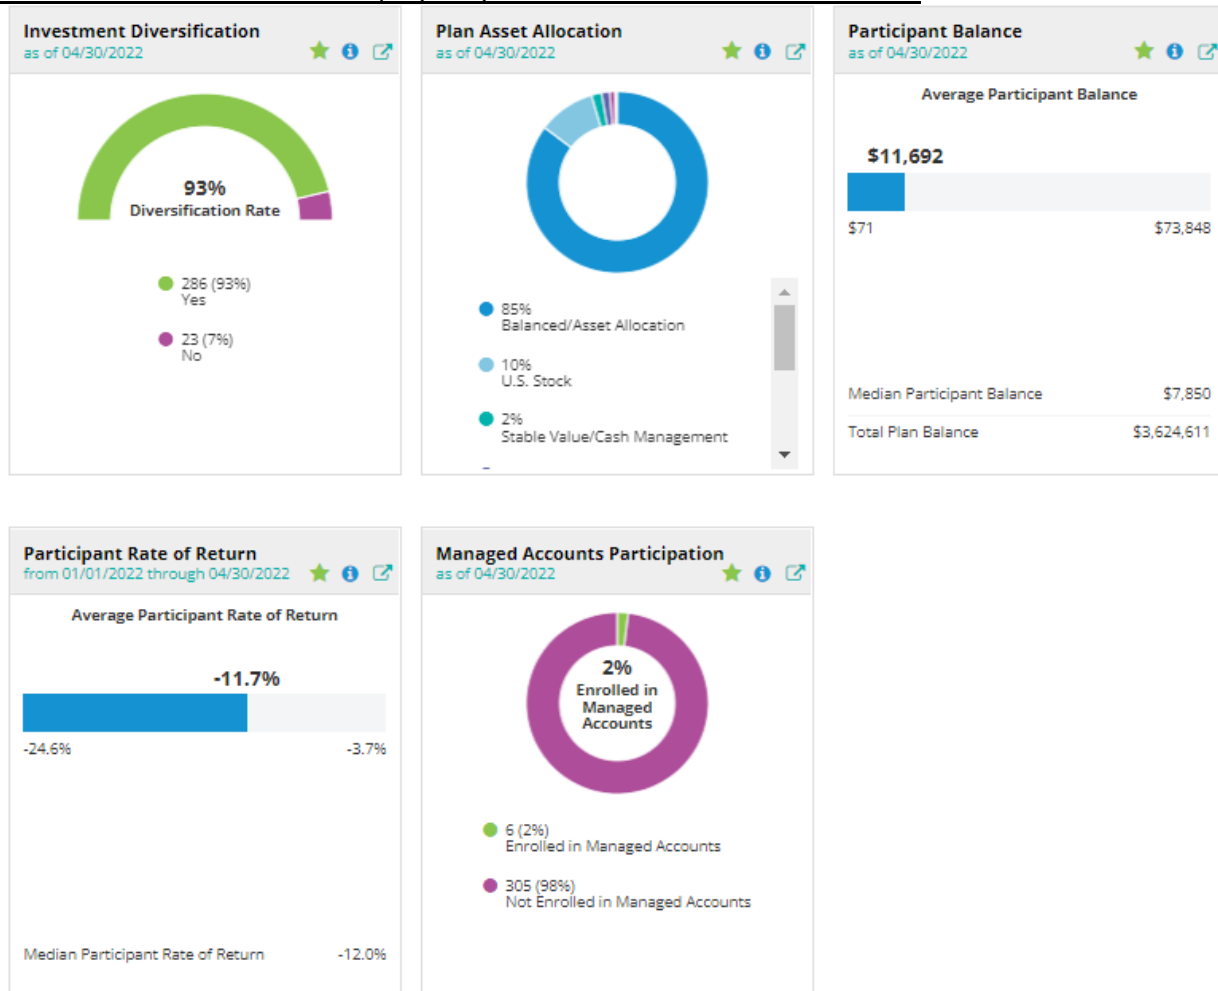 Investment Diversification
as of 04/30/2022
93%
Diversification Rate
286 (93%)
Yes
23 (7%)
No
Plan Asset Allocation
as of 04/30/2022
85%
Balanced/Asset Allocation
10%
U.S. Stock
2%
Stable Value/Cash Management
Participant Balance
as of 04/30/2022
Average Participant Balance
$11,692
$71 $73,848
Median Participant Balance $7,850
Total Plan Balance $3,624,611
Participant Rate of Return
from 01/01/2022 through 04/30/2022
Average Participant Rate of Return
-11.7%
-24.6% -3.7%
Median Participant Rate of Return -12.0%
Managed Accounts Participation
as of 04/30/2022
2%
Enrolled in
Managed
Accounts
6 (2%)
Enrolled in Managed Accounts
305 (98%)
Not Enrolled in Managed Accounts